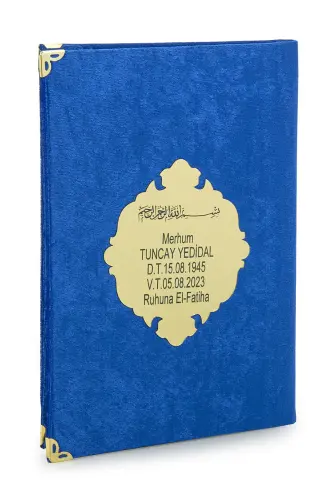 بسم الله الرحمن الرحيم
Merhum
TUNCAY YEDİDAL
D.T.15.08.1945
V.T.05.08.2023
Ruhuna El-Fatiha